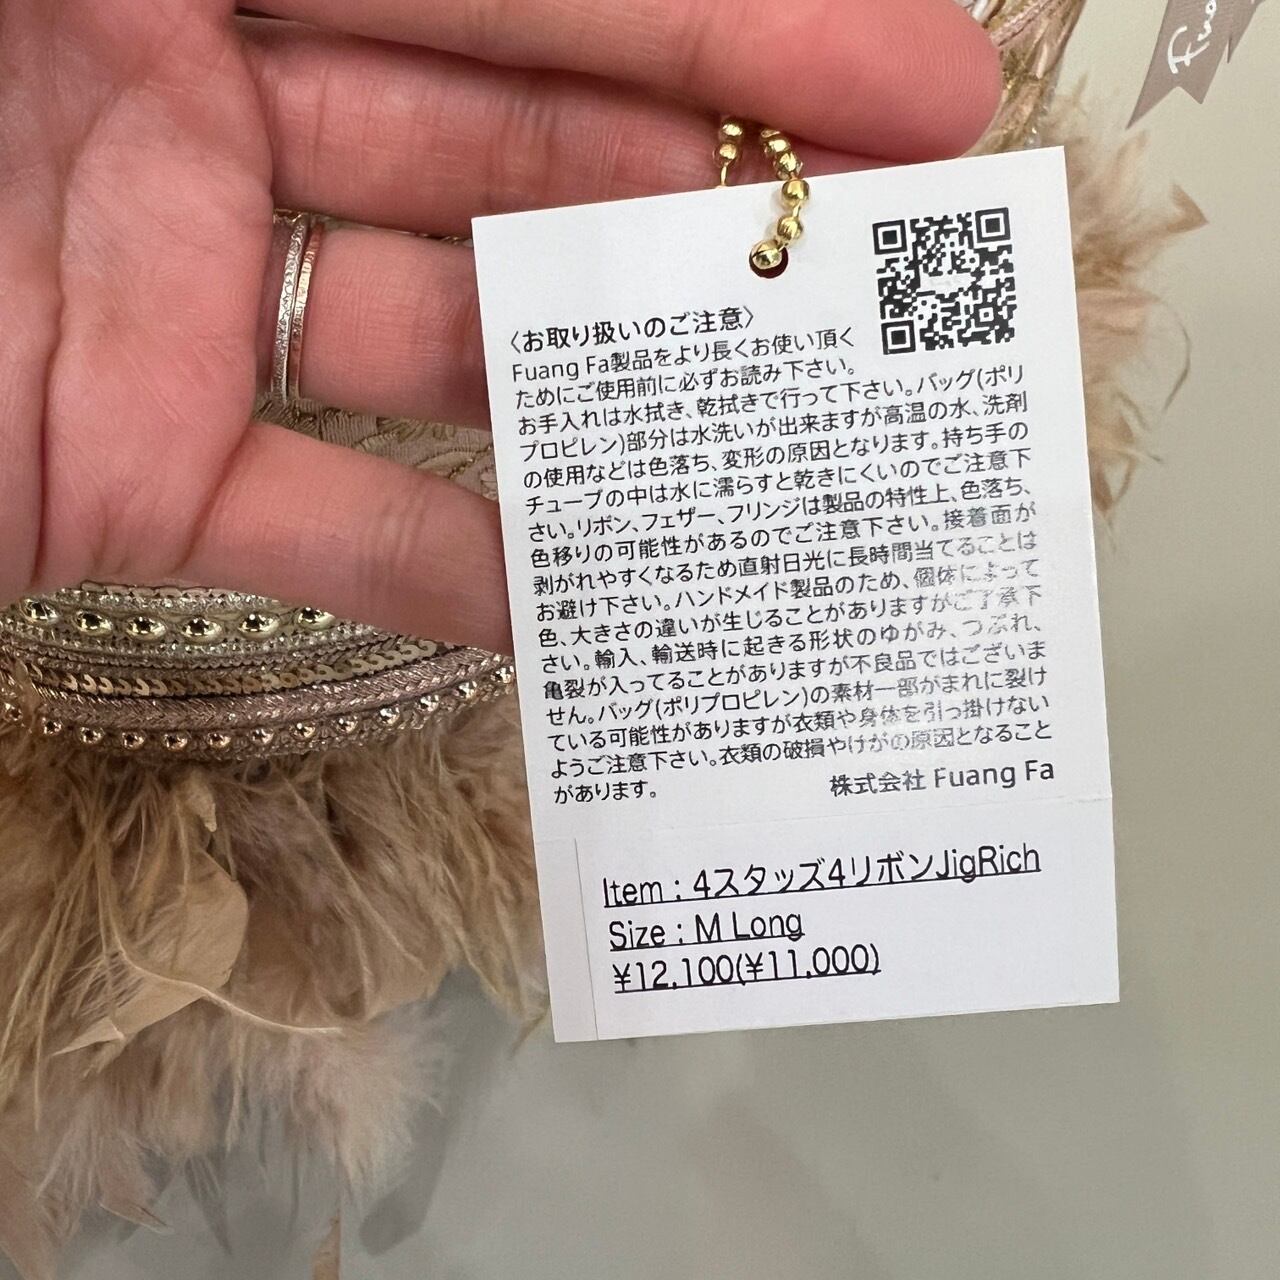 〈お取り扱いのご注意〉
Fuang Fa製品をより長くお使い頂く
ためにご使用前に必ずお読み下さい。
お手入れは水拭き、乾拭きで行って下さい。バッグ(ポリ
プロピレン)部分は水洗いが出来ますが高温の水、洗剤
の使用などは色落ち、変形の原因となります。持ち手の
チューブの中は水に濡らすと乾きにくいのでご注意下
さい。リボン、フェザー、フリンジは製品の特性上、色落ち、
色移りの可能性があるのでご注意下さい。接着面が
剥がれやすくなるため直射日光に長時間当てることは
お避け下さい。ハンドメイド製品のため、個体によって
色、大きさの違いが生じることがありますがご了承下
さい。輸入、輸送時に起きる形状のゆがみ、つぶれ、
亀裂が入ってることがありますが不良品ではございま
せん。バッグ(ポリプロピレン)の素材一部がまれに裂け
ている可能性がありますが衣類や身体を引っ掛けない
ようご注意下さい。衣類の破損やけがの原因となること
があります。
株式会社 Fuang Fa
Item : 4スタッズ4リボンJigRich
Size : M Long
¥12,100(¥11,000)